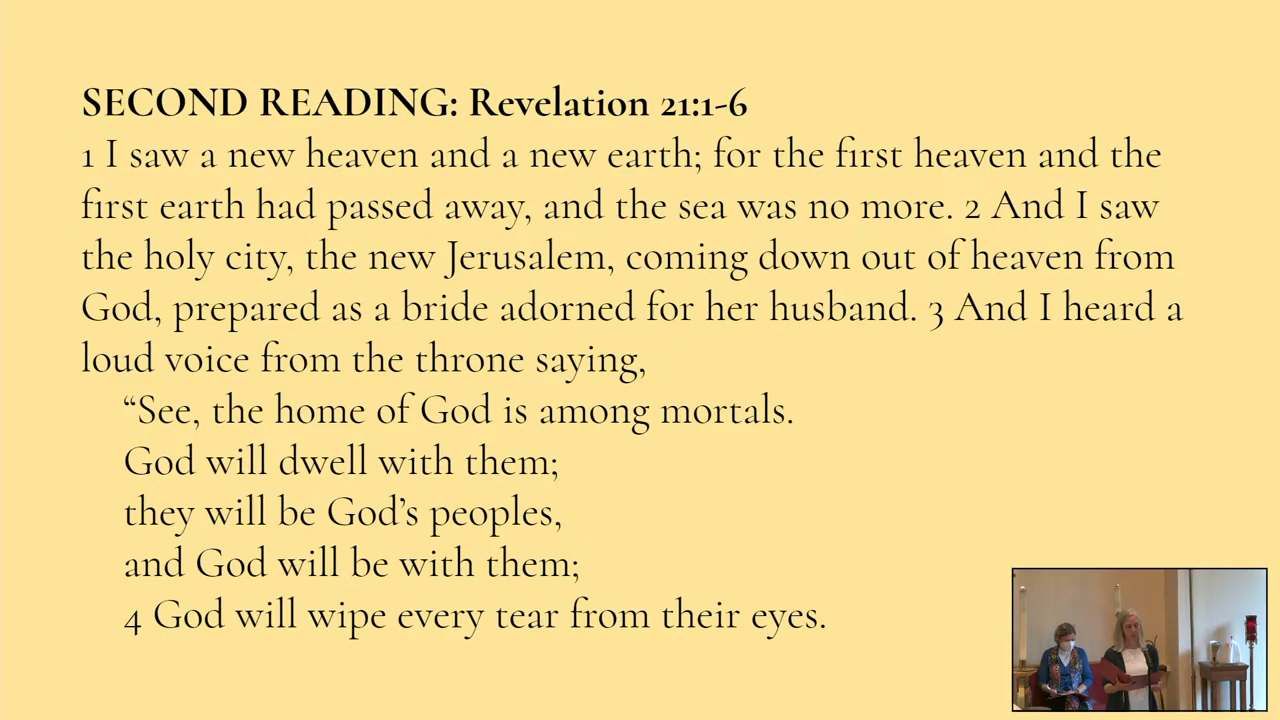 SECOND READING: Revelation 21:1-6
1 I saw a new heaven and a new earth; for the first heaven and the
first earth had passed away, and the sea was no more. 2 And I saw
the holy city, the new Jerusalem, coming down out of heaven from
God, prepared as a bride adorned for her husband. 3 And I heard a
loud voice from the throne saying,
“See, the home of God is among mortals.
God will dwell with them;
they will be God’s peoples,
and God will be with them;
4 God will wipe every tear from their eyes.